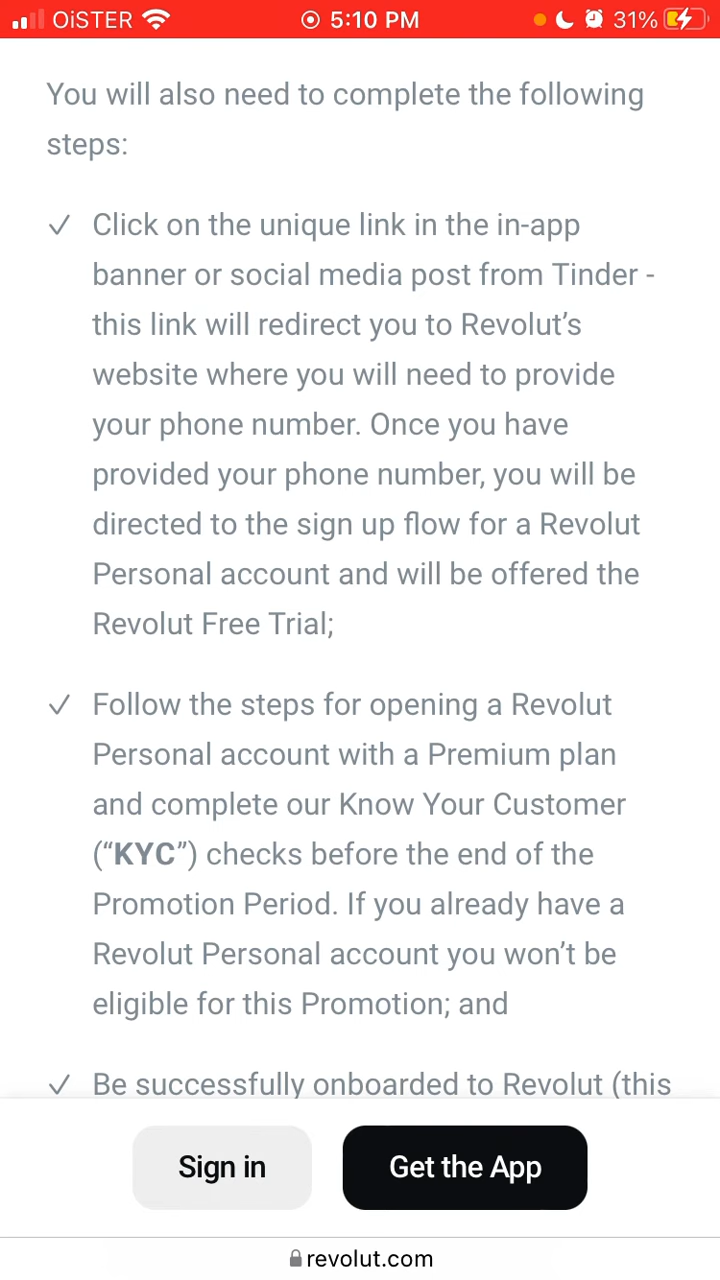 OiSTER 5:10 PM 31%
You will also need to complete the following
steps:
Click on the unique link in the in-app
banner or social media post from Tinder -
this link will redirect you to Revolut’s
website where you will need to provide
your phone number. Once you have
provided your phone number, you will be
directed to the sign up flow for a Revolut
Personal account and will be offered the
Revolut Free Trial;
Follow the steps for opening a Revolut
Personal account with a Premium plan
and complete our Know Your Customer
(“KYC”) checks before the end of the
Promotion Period. If you already have a
Revolut Personal account you won’t be
eligible for this Promotion; and
Be successfully onboarded to Revolut (this
Sign in Get the App
revolut.com